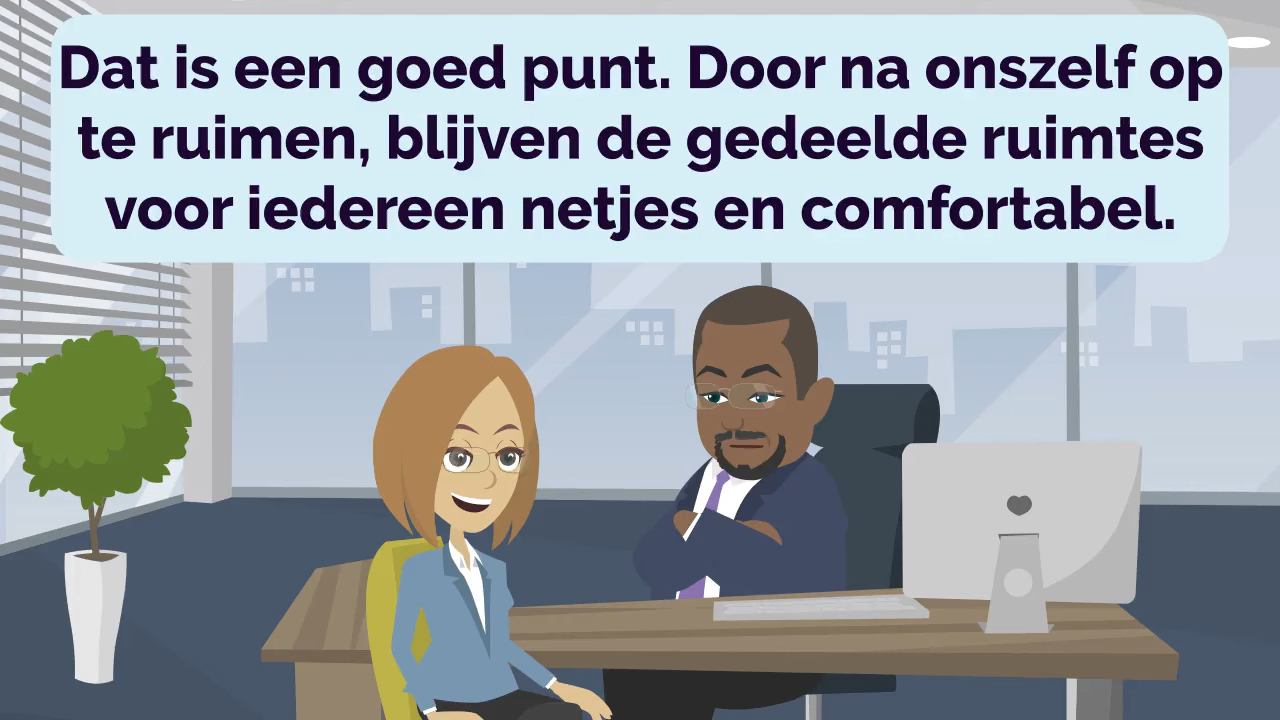 Dat is een goed punt. Door na onszelf op
te ruimen, blijven de gedeelde ruimtes
voor iedereen netjes en comfortabel.